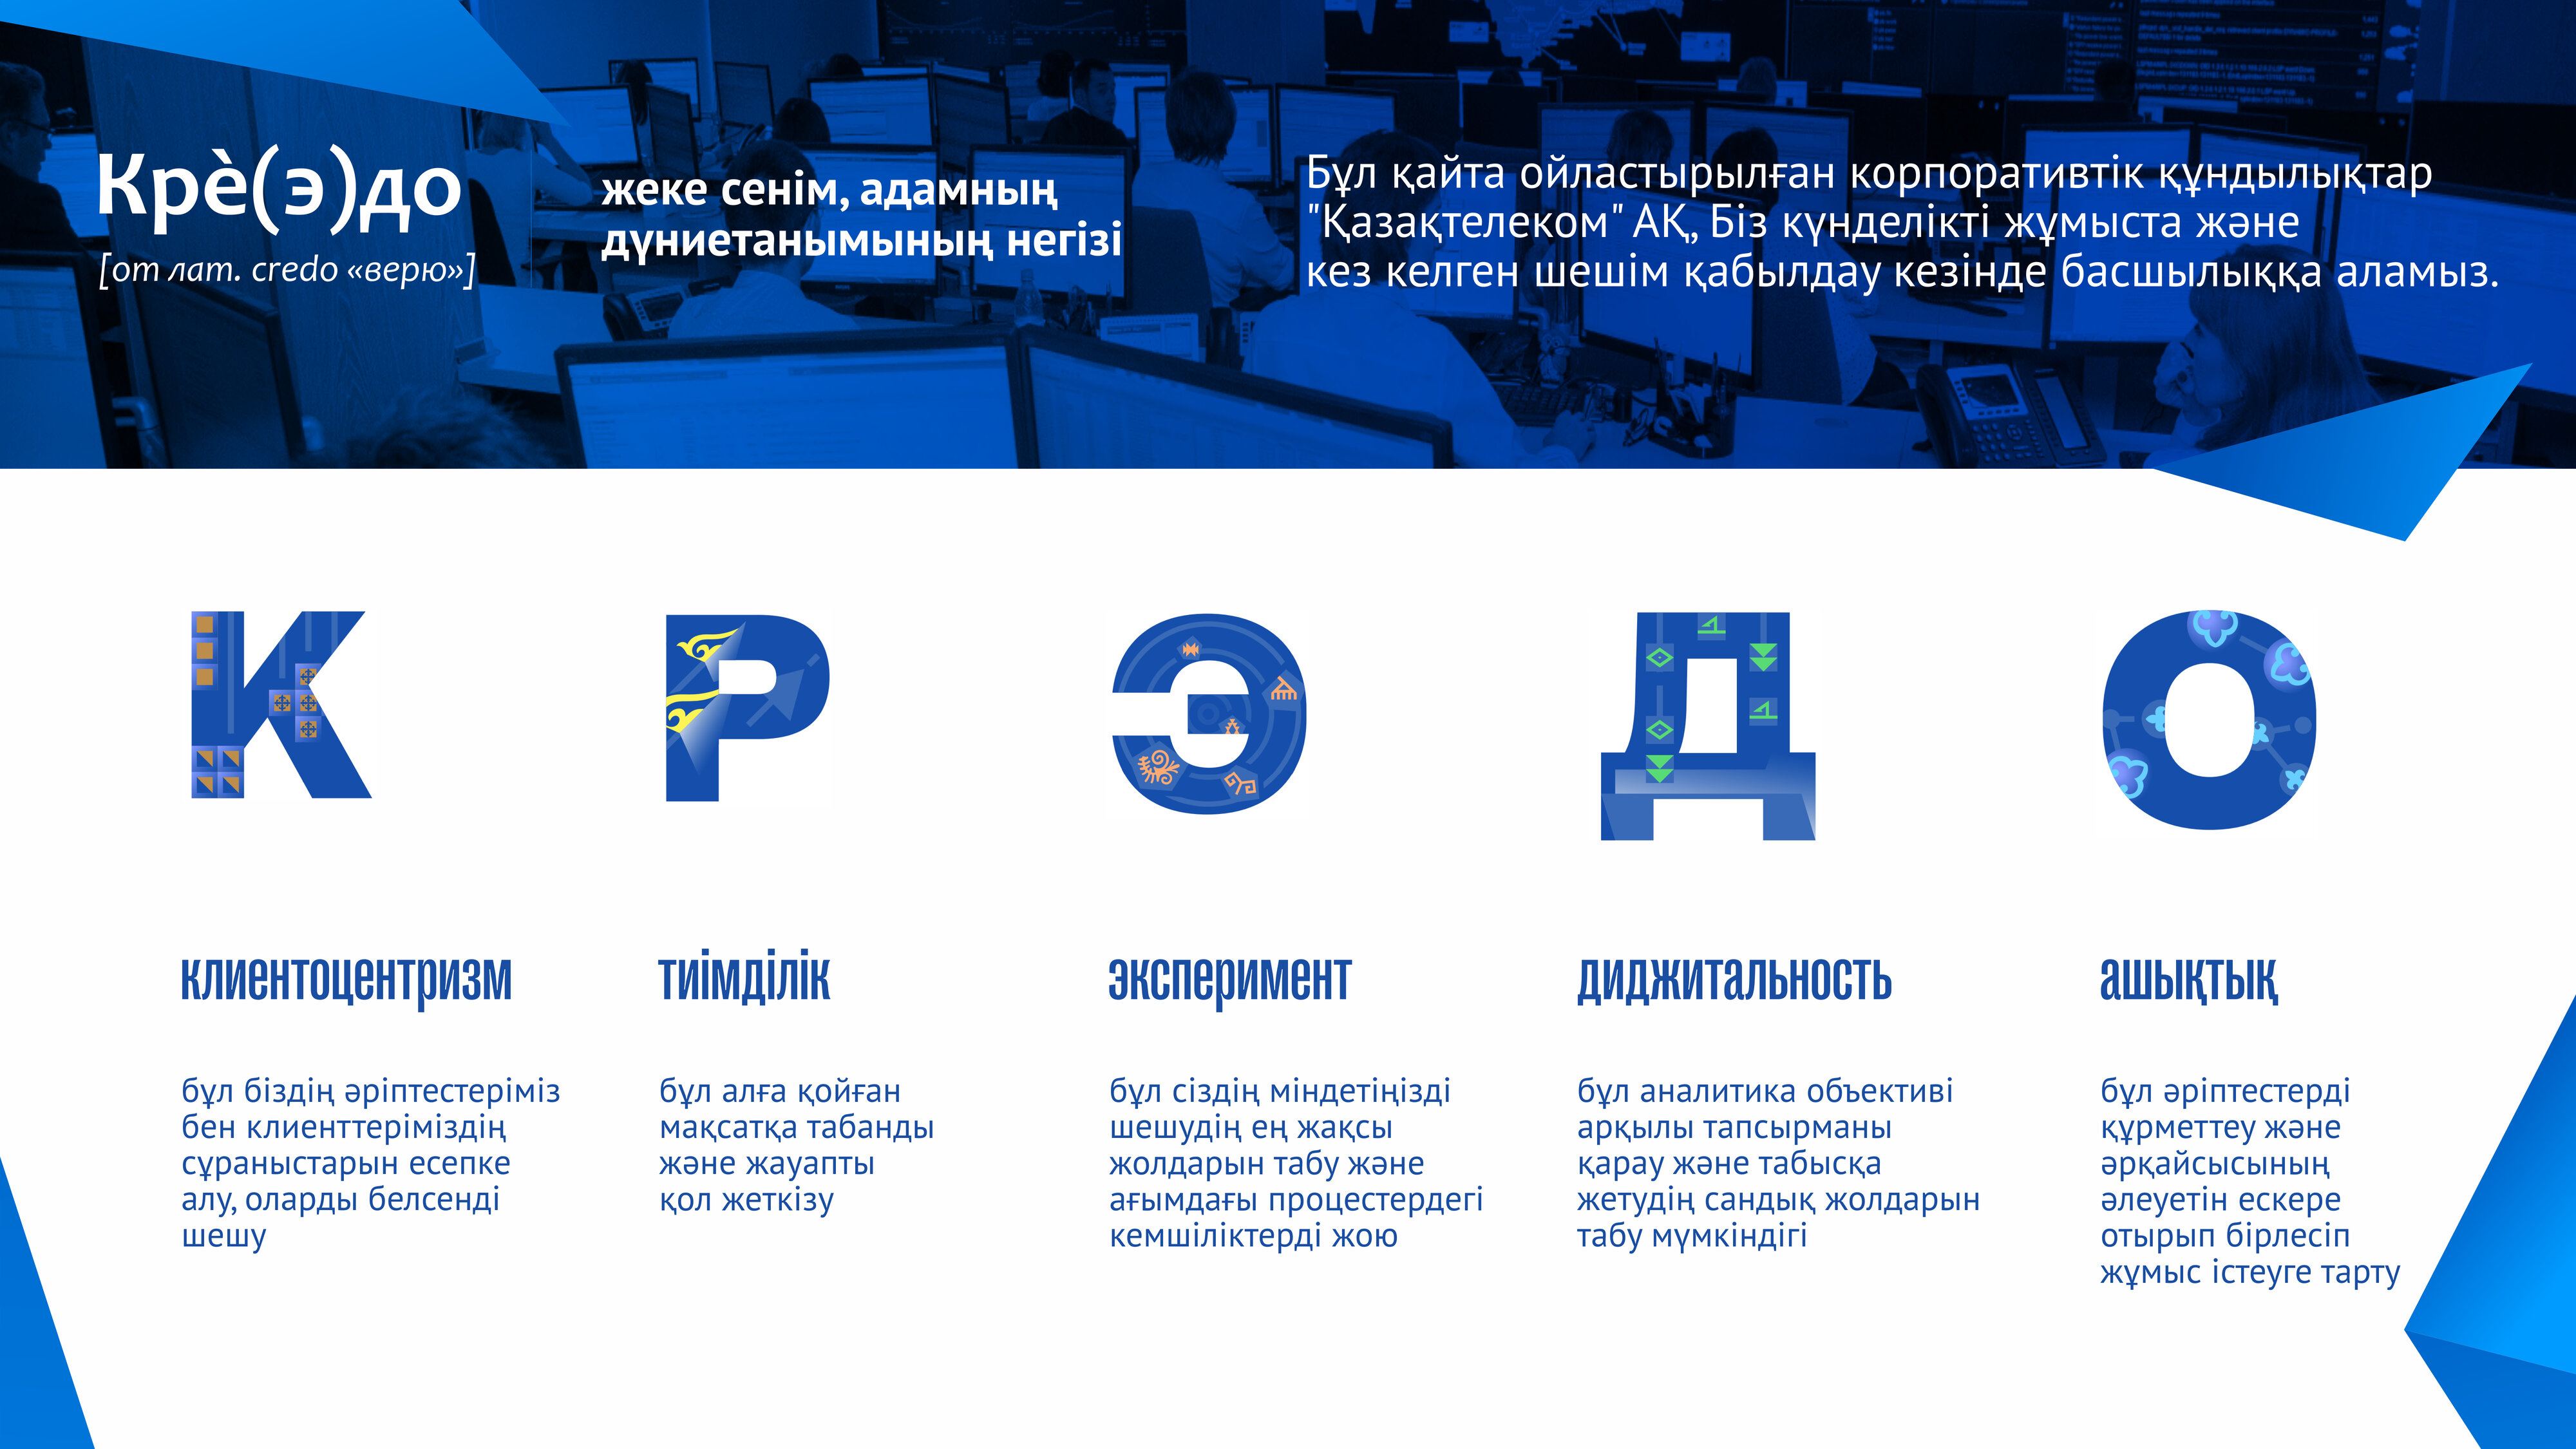 Крѐ(э)до
[от лат. credo «верю»]
жеке сенім, адамның
дүниетанымының негізі
Бұл қайта ойластырылған корпоративтік құндылықтар
"Қазақтелеком" АҚ, Біз күнделікті жұмыста және
кез келген шешім қабылдау кезінде басшылыққа аламыз.
К
Р
Э
Д
О
клиентоцентризм
бұл біздің әріптестеріміз
бен клиенттеріміздің
сұраныстарын есепке
алу, оларды белсенді
шешу
тиімділік
бұл алға қойған
мақсатқа табанды
және жауапты
қол жеткізу
эксперимент
бұл сіздің міндетіңізді
шешудің ең жақсы
жолдарын табу және
ағымдағы процестердегі
кемшіліктерді жою
диджитальность
бұл аналитика объективі
арқылы тапсырманы
қарау және табысқа
жетудің сандық жолдарын
табу мүмкіндігі
ашықтық
бұл әріптестерді
құрметтеу және
әрқайсысының
әлеуетін ескере
отырып бірлесіп
жұмыс істеуге тарту